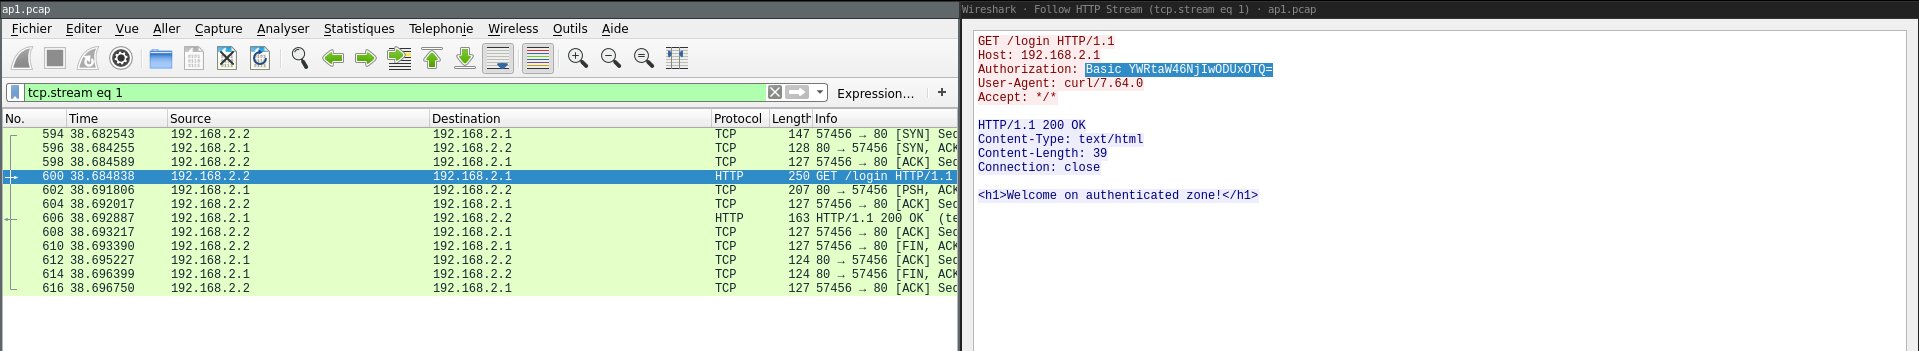 ap1.pcap
Fichier Editer Vue Aller Capture Analyser Statistiques Telephonie Wireless Outils Aide
tcp.stream eq 1 Expression… +
No. Time Source Destination Protocol Length Info
594 38.682543 192.168.2.2 192.168.2.1 TCP 147 57456 → 80 [SYN] Seq
596 38.684255 192.168.2.1 192.168.2.2 TCP 128 80 → 57456 [SYN, ACK
598 38.684589 192.168.2.2 192.168.2.1 TCP 127 57456 → 80 [ACK] Seq
600 38.684838 192.168.2.2 192.168.2.1 HTTP 250 GET /login HTTP/1.1
602 38.691806 192.168.2.1 192.168.2.2 TCP 207 80 → 57456 [PSH, ACK
604 38.692017 192.168.2.2 192.168.2.1 TCP 127 57456 → 80 [ACK] Seq
606 38.692887 192.168.2.1 192.168.2.2 HTTP 163 HTTP/1.1 200 OK (te
608 38.693217 192.168.2.2 192.168.2.1 TCP 127 57456 → 80 [ACK] Seq
610 38.693390 192.168.2.2 192.168.2.1 TCP 127 57456 → 80 [FIN, ACK
612 38.695227 192.168.2.1 192.168.2.2 TCP 124 80 → 57456 [ACK] Seq
614 38.696399 192.168.2.1 192.168.2.2 TCP 124 80 → 57456 [FIN, ACK
616 38.696750 192.168.2.2 192.168.2.1 TCP 127 57456 → 80 [ACK] Seq
Wireshark · Follow HTTP Stream (tcp.stream eq 1) · ap1.pcap
GET /login HTTP/1.1
Host: 192.168.2.1
Authorization: Basic YWRtaW46NjIwODUxOTQ=
User-Agent: curl/7.64.0
Accept: */*
HTTP/1.1 200 OK
Content-Type: text/html
Content-Length: 39
Connection: close
<h1>Welcome on authenticated zone!</h1>